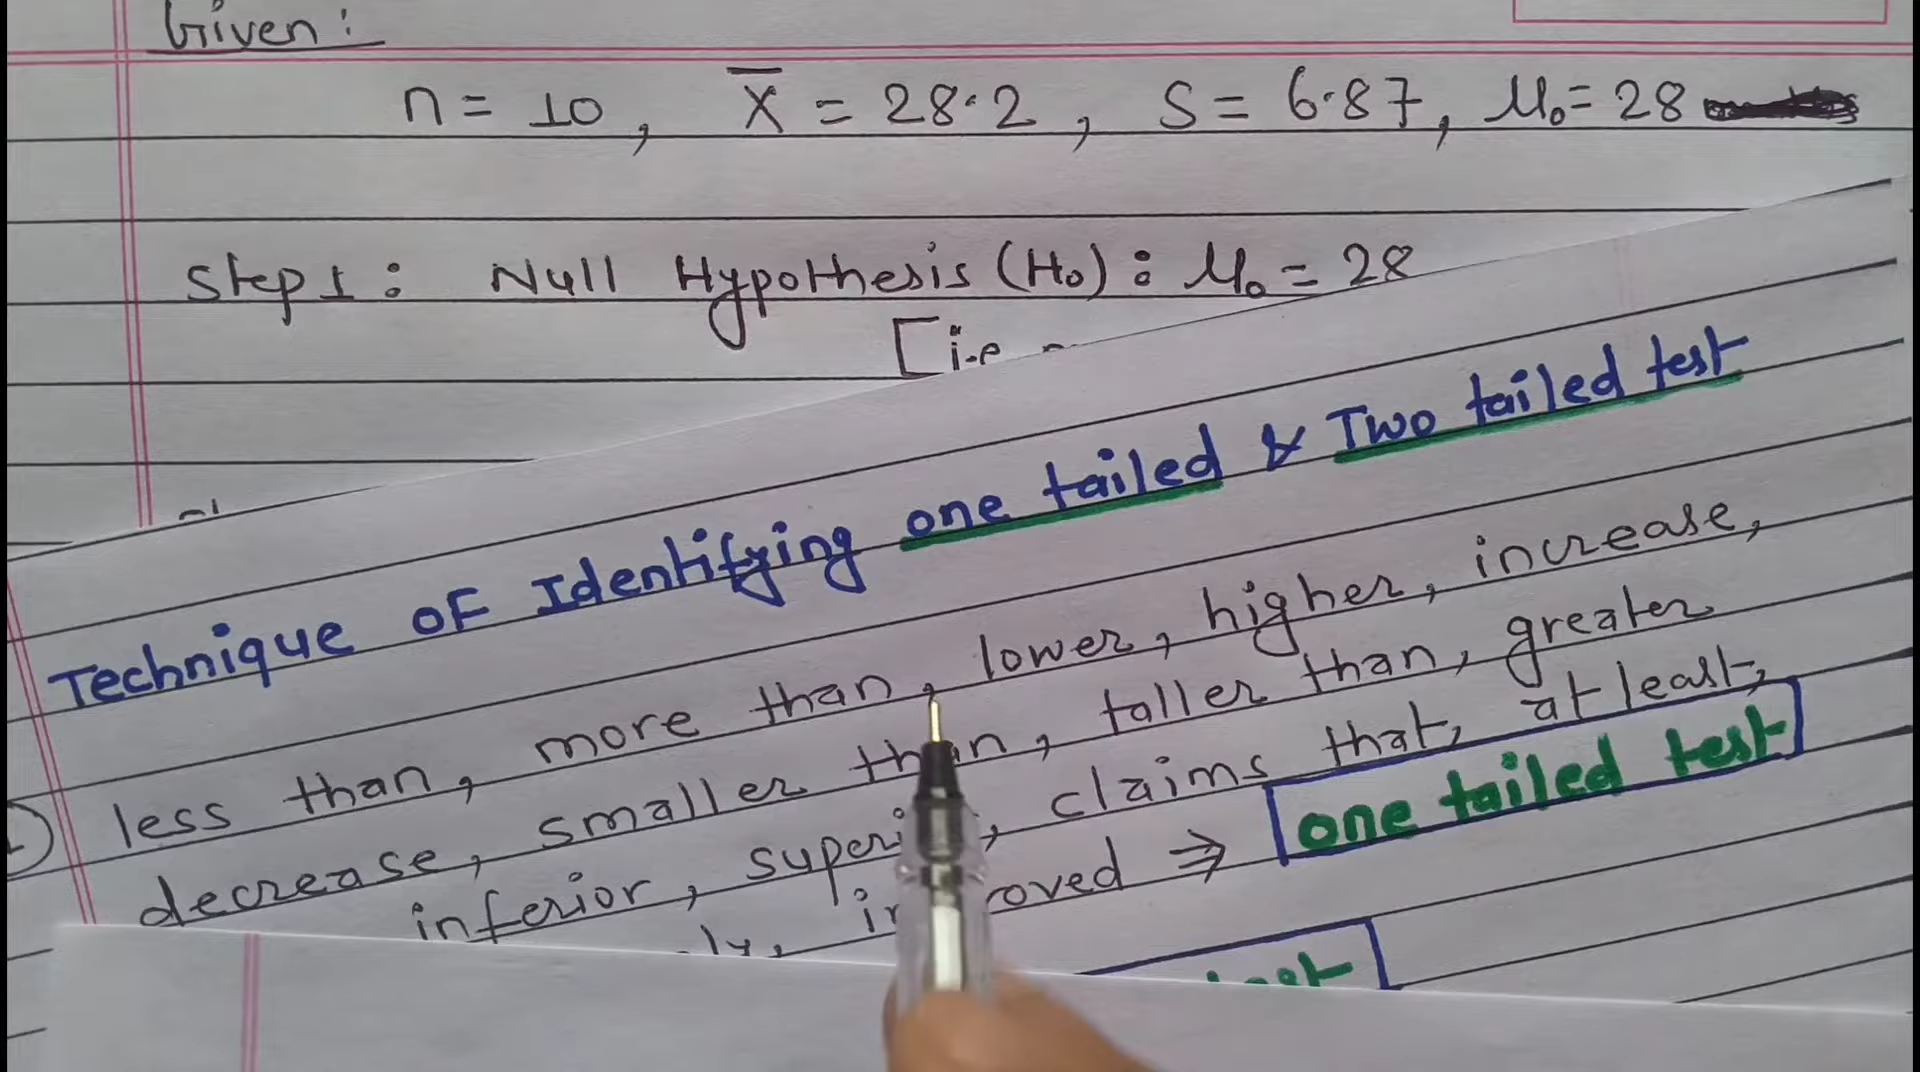 Given:
n = 10, X̅ = 28.2, S = 6.87, μ₀ = 28
Step 1: Null Hypothesis (H₀): μ₀ = 28
[i.e
Technique OF Identifying one tailed & Two tailed test
less than, more than, lower, higher, increase,
decrease, smaller than, taller than, greater
inferior, superior, claims that, at least,
improved ⇒ one tailed test